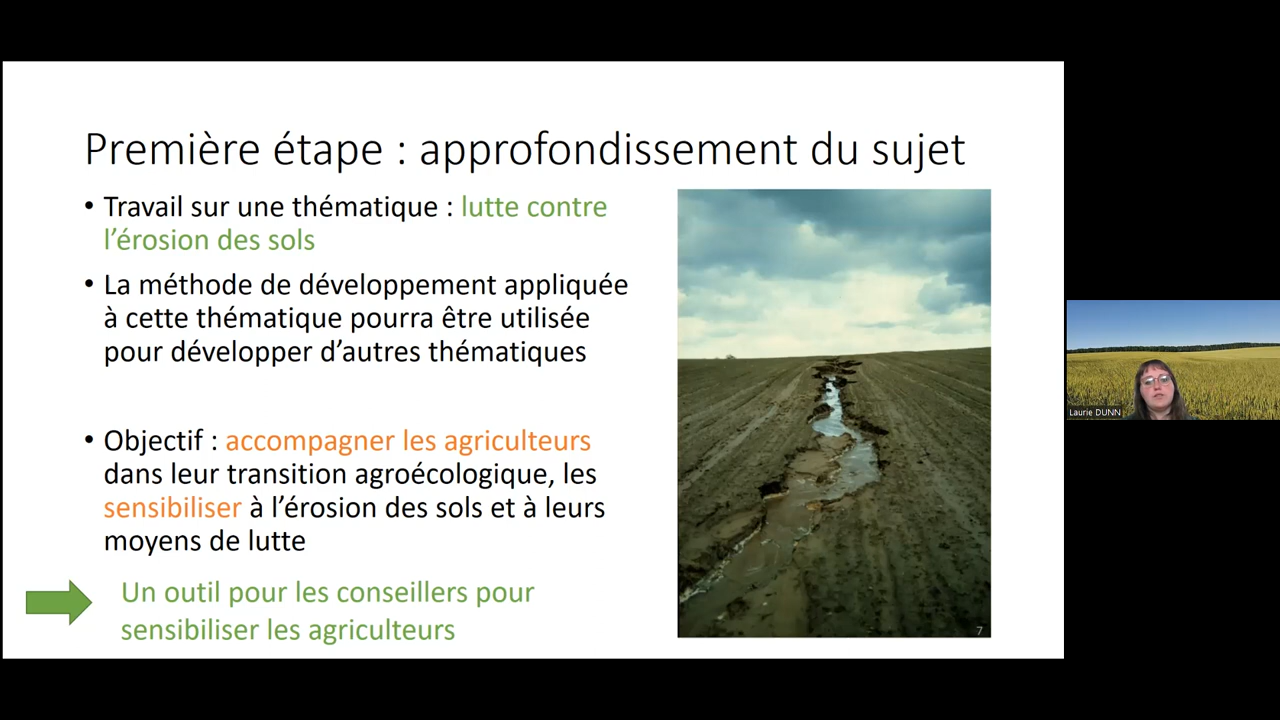 Première étape : approfondissement du sujet
• Travail sur une thématique : lutte contre
l’érosion des sols
• La méthode de développement appliquée
à cette thématique pourra être utilisée
pour développer d’autres thématiques
• Objectif : accompagner les agriculteurs
dans leur transition agroécologique, les
sensibiliser à l’érosion des sols et à leurs
moyens de lutte
Un outil pour les conseillers pour
sensibiliser les agriculteurs
7
Laurie DUNN